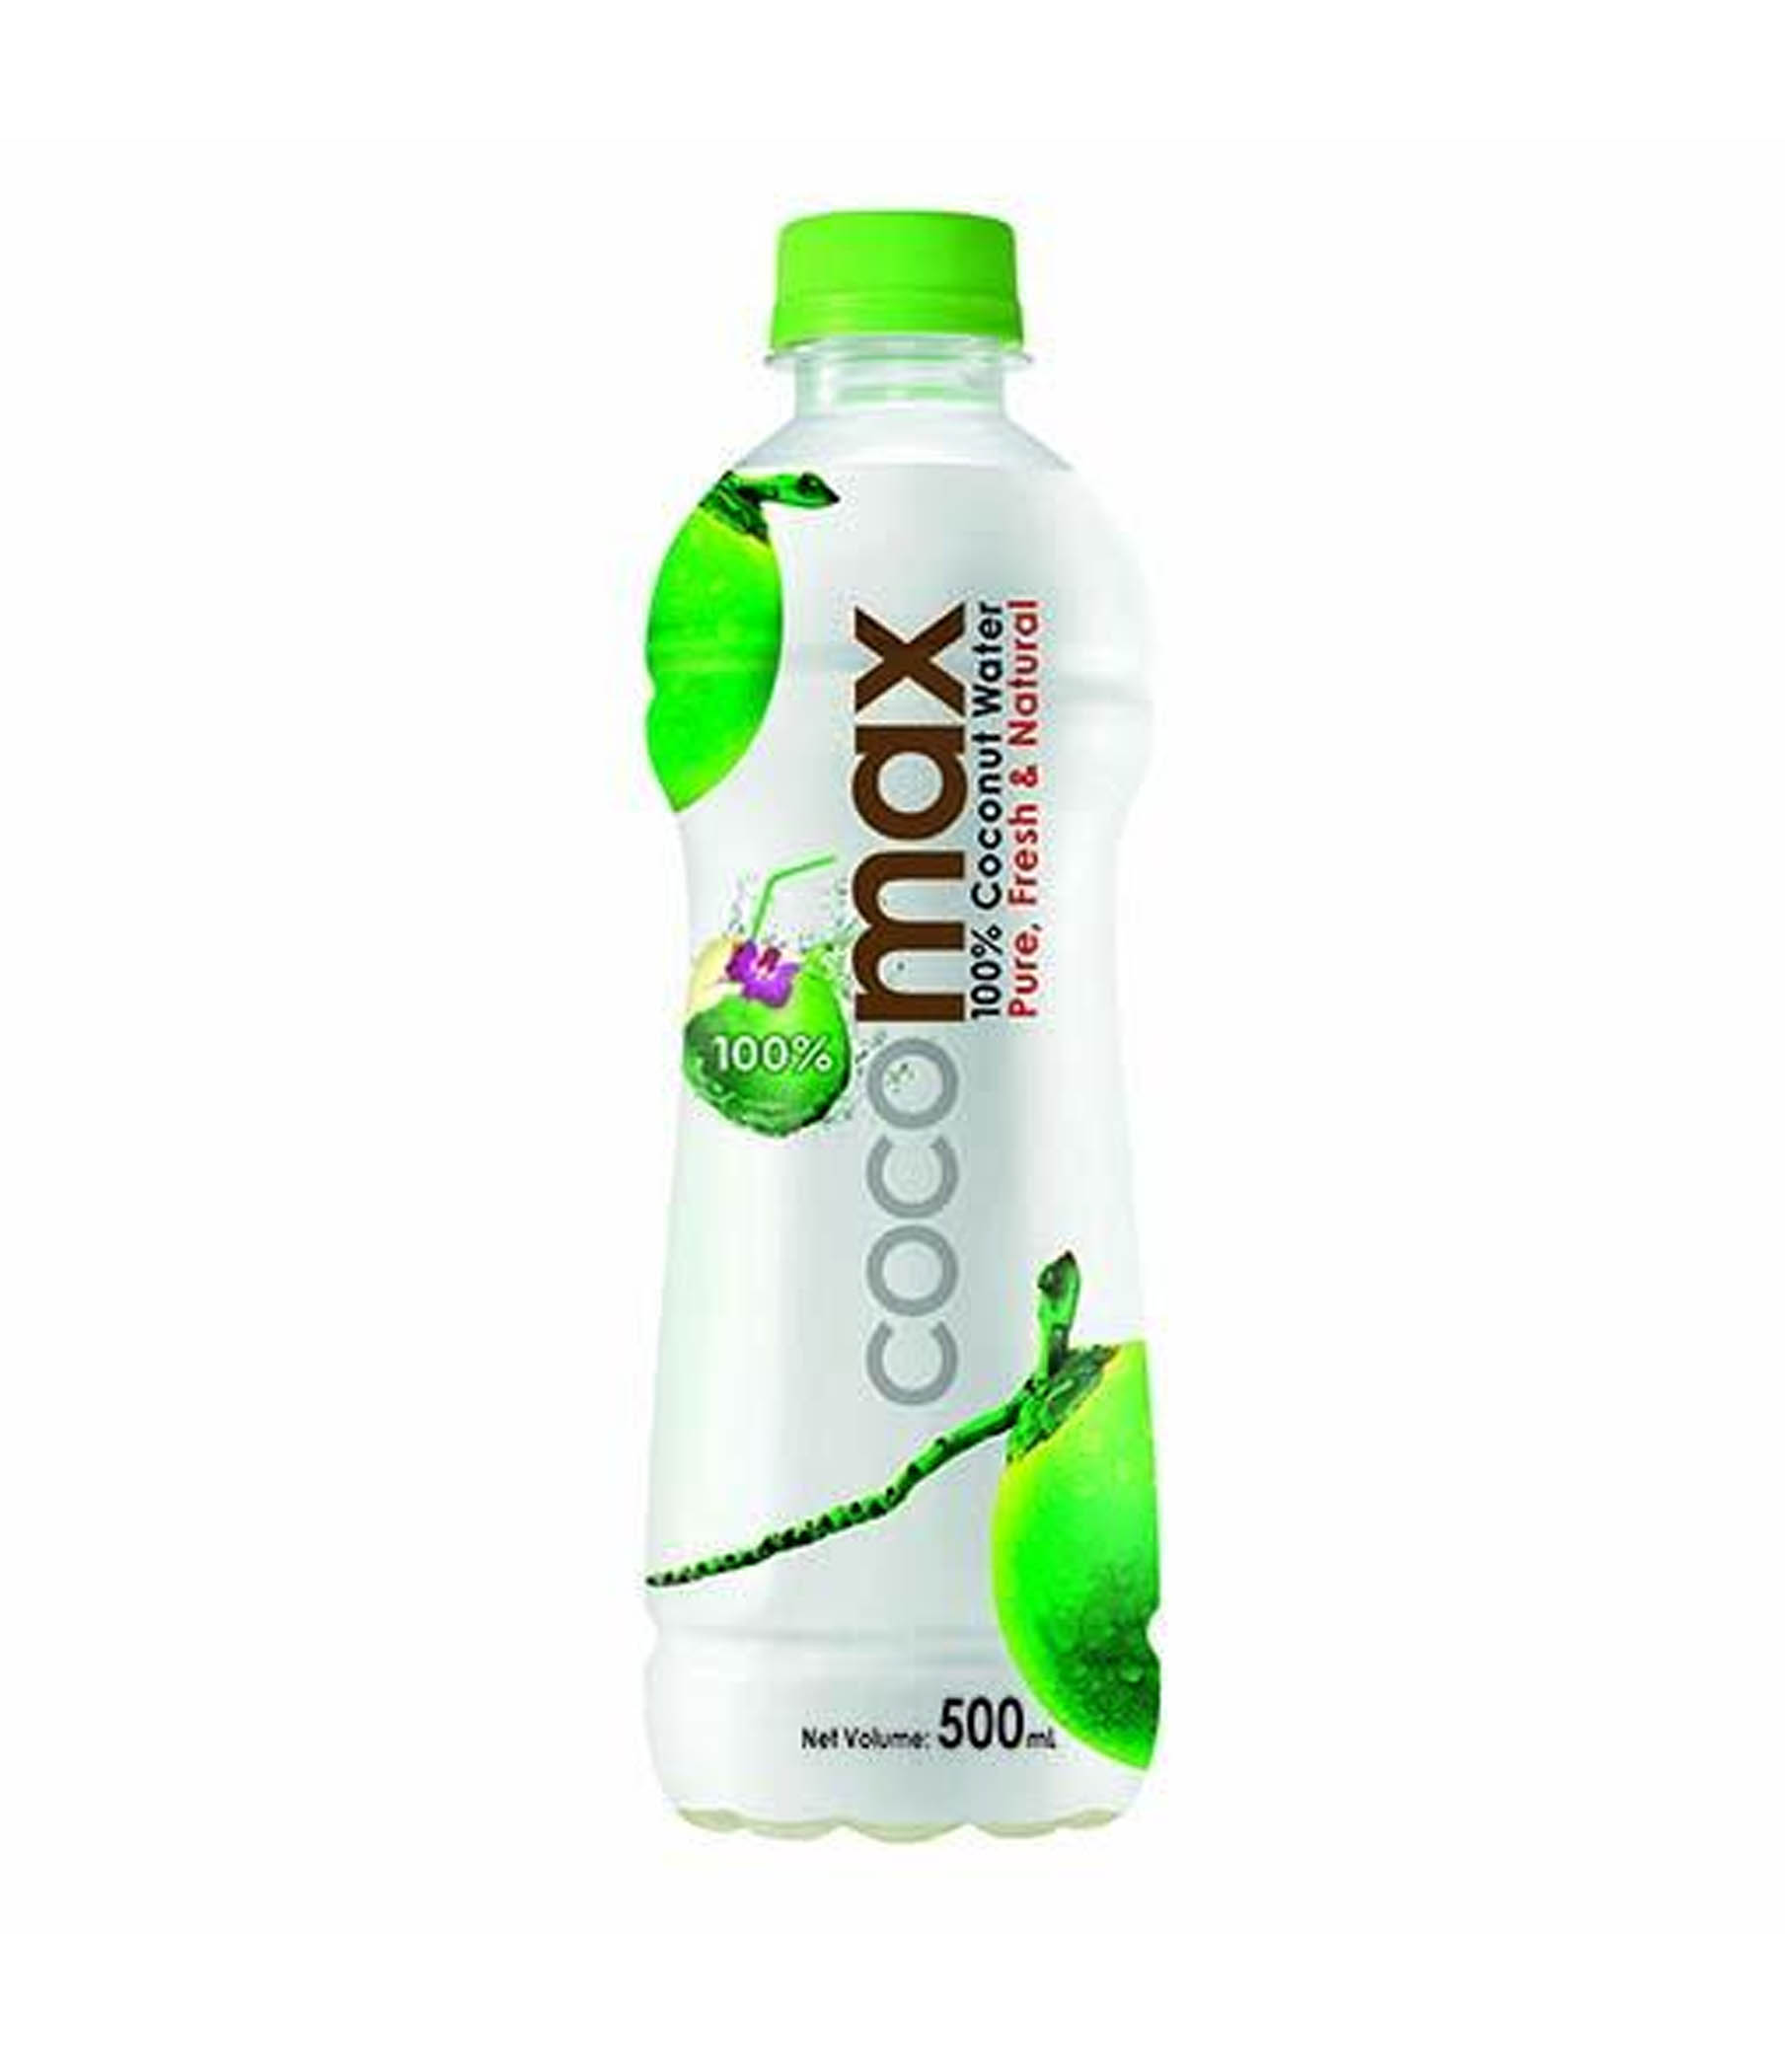 cocomax
100% Coconut Water
Pure, Fresh & Natural
100%
Net Volume: 500mL